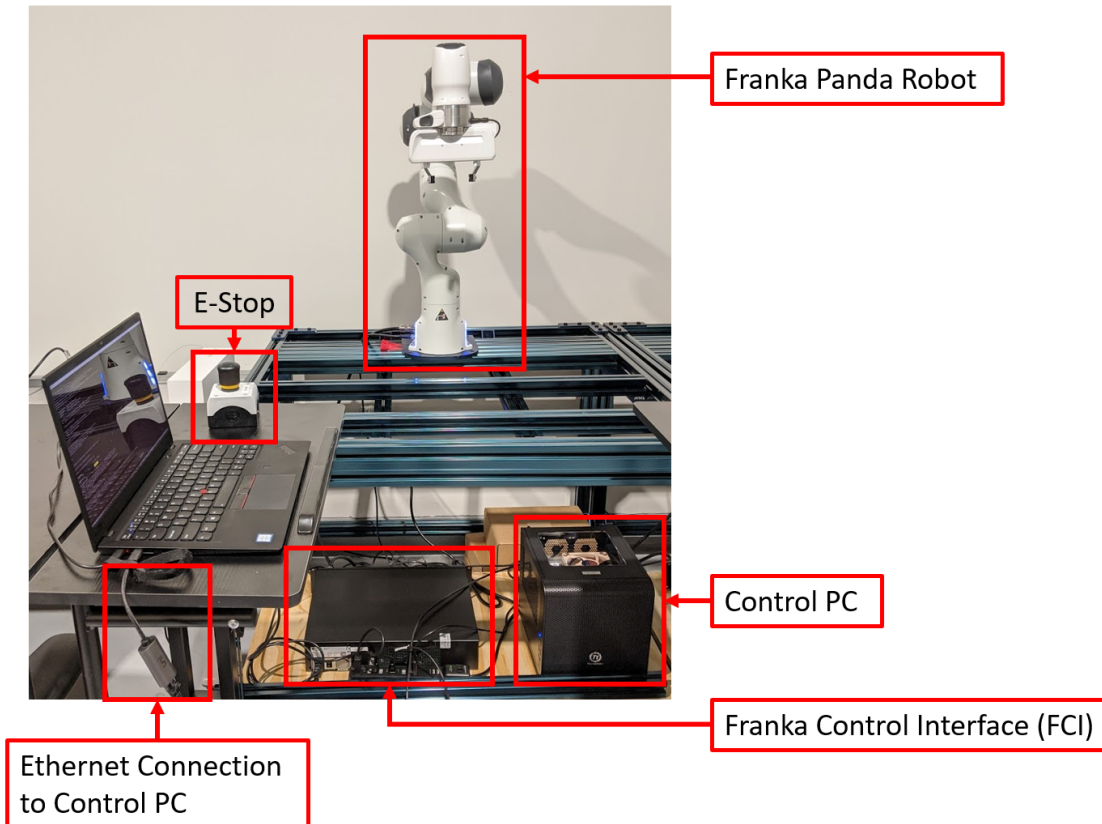 Franka Panda Robot
E-Stop
Control PC
Franka Control Interface (FCI)
Ethernet Connection
to Control PC